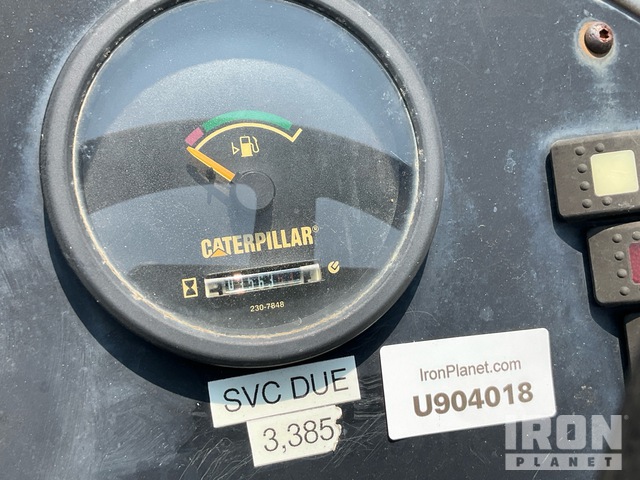 CATERPILLAR®
230-7848
SVC DUE
3,385
IronPlanet.com
U904018
IRON
PLANET